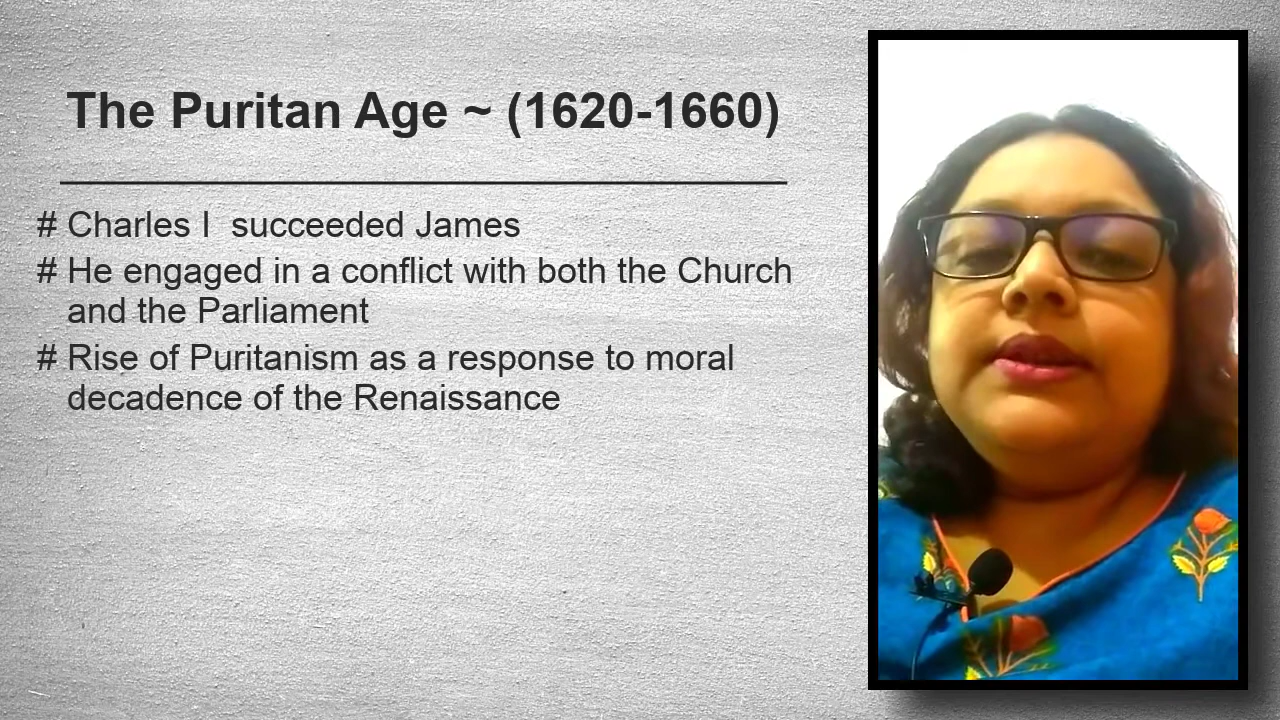 The Puritan Age ~ (1620-1660)
# Charles I  succeeded James
# He engaged in a conflict with both the Church
and the Parliament
# Rise of Puritanism as a response to moral
decadence of the Renaissance